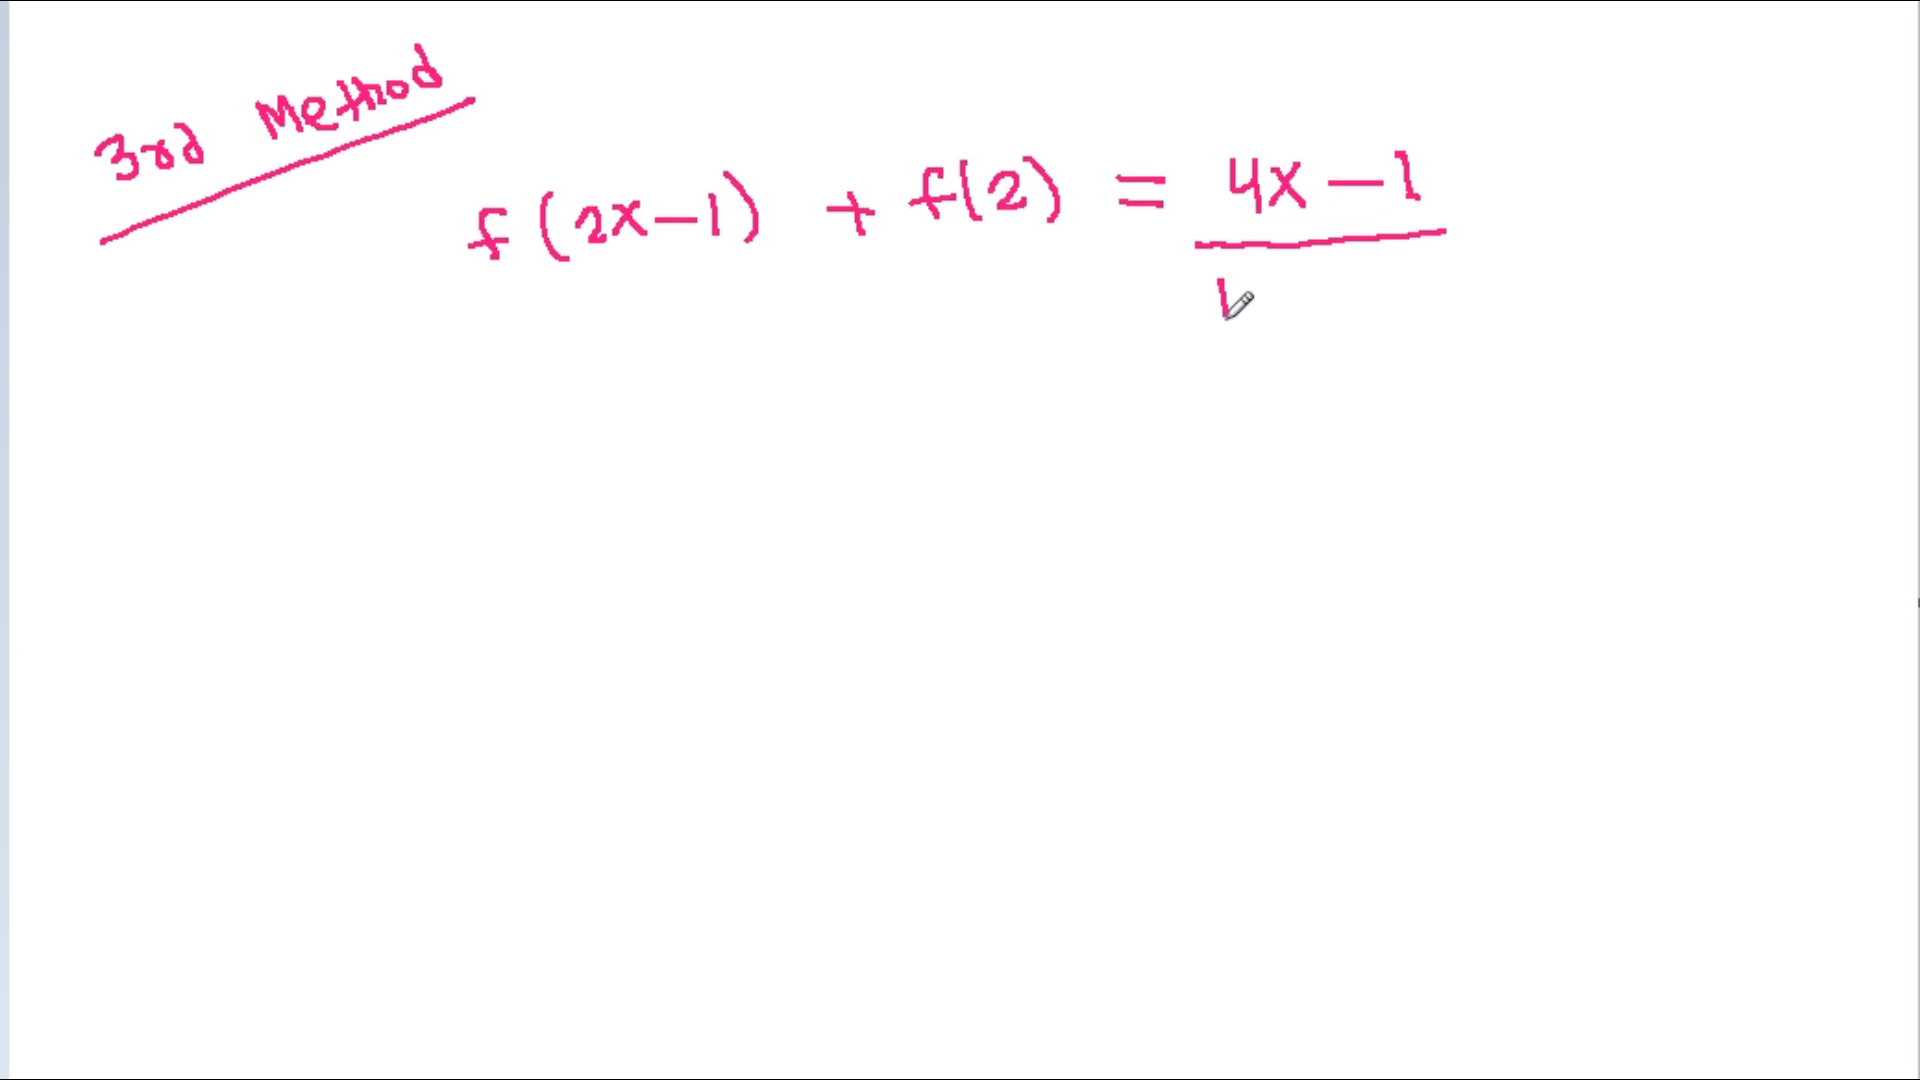 3rd Method
f(2x-1) + f(2) = 4x-1